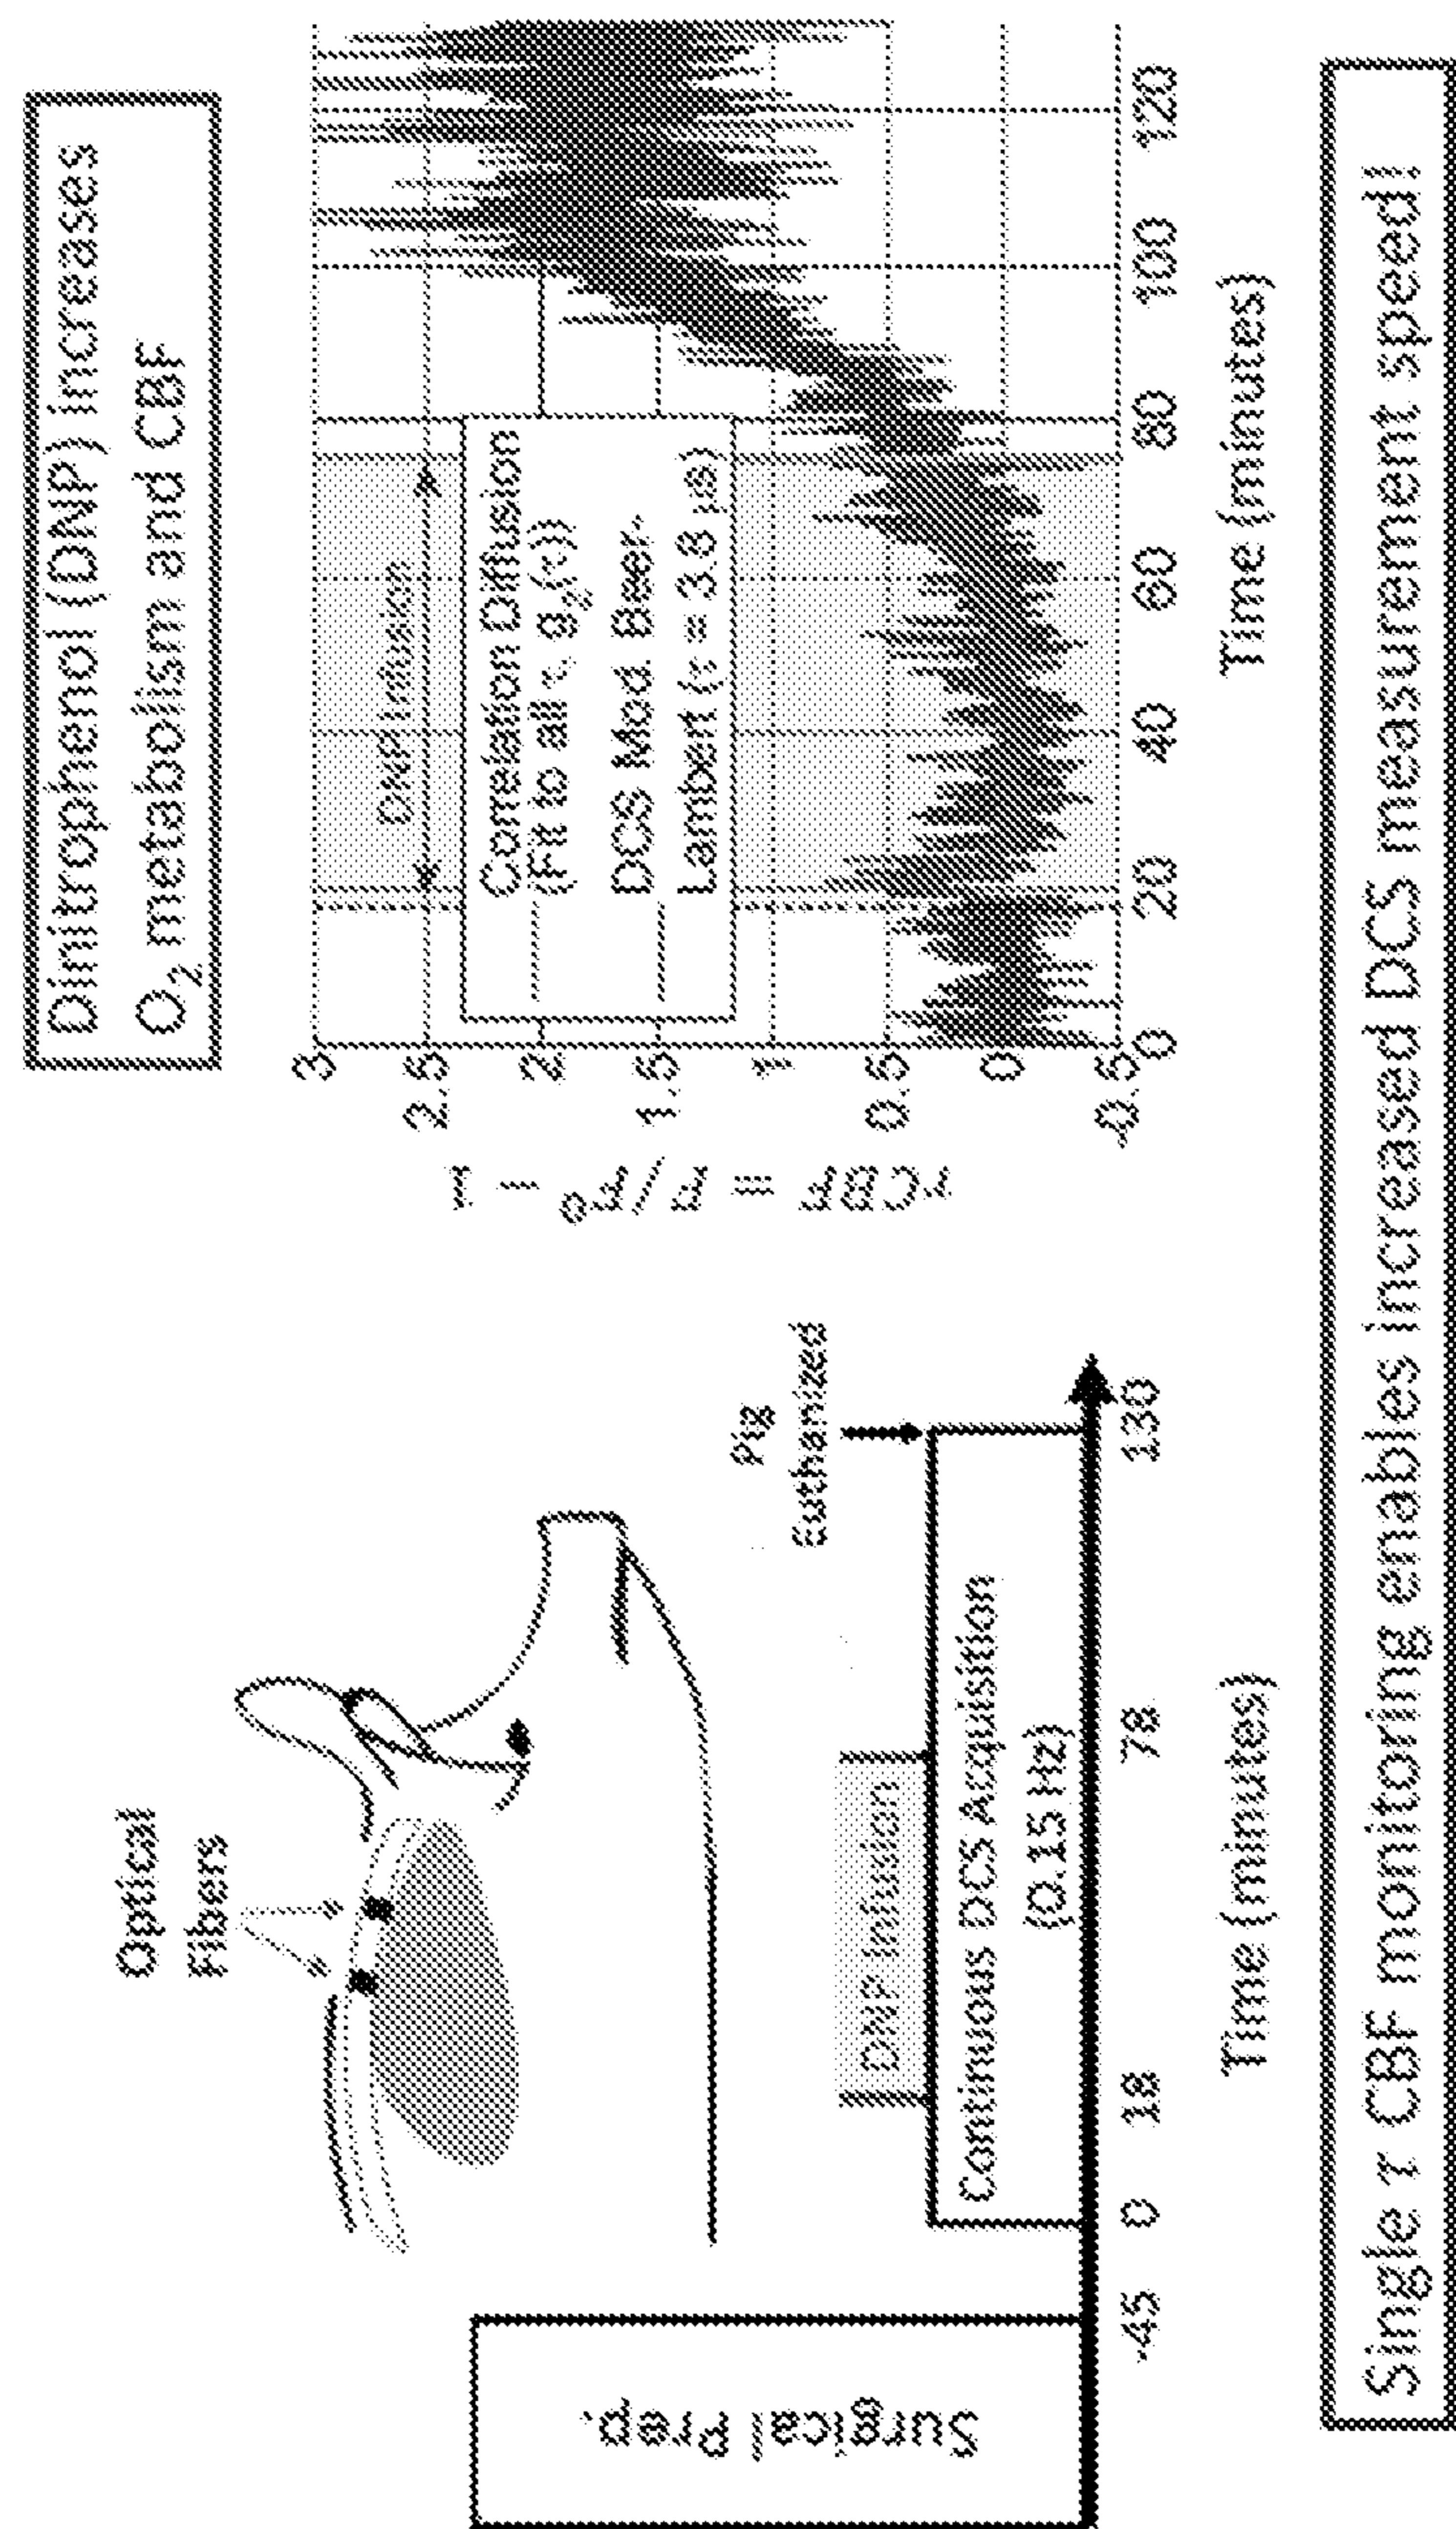 Dinitrophenol (DNP) increases
O₂ metabolism and CBF
Optical
Fibers
Surgical Prep.
DNP Infusion
Continuous DCS Acquisition
(0.15 Hz)
Pig
Euthanized
-45 0 18 78 130
Time (minutes)
rCBF ≡ F/F⁰ − 1
3
2.5
2
1.5
1
0.5
0
-0.5
DNP Infusion
Correlation Diffusion
(Fit to all τ, g₂(τ))
DCS Mod. Beer-
Lambert (τ = 3.8 μs)
0 20 40 60 80 100 120
Time (minutes)
Single τ CBF monitoring enables increased DCS measurement speed!